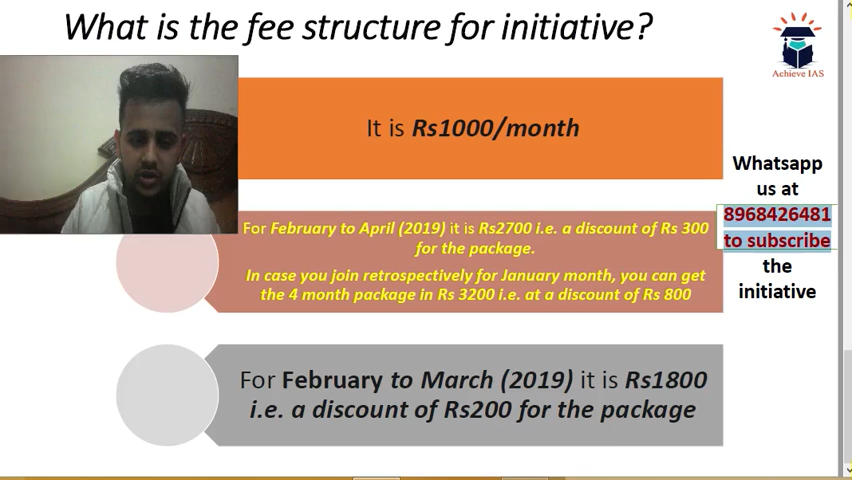 What is the fee structure for initiative?
Achieve IAS
It is Rs1000/month
Whatsapp
us at
8968426481
to subscribe
the
initiative
For February to April (2019) it is Rs2700 i.e. a discount of Rs 300
for the package.
In case you join retrospectively for January month, you can get
the 4 month package in Rs 3200 i.e. at a discount of Rs 800
For February to March (2019) it is Rs1800
i.e. a discount of Rs200 for the package